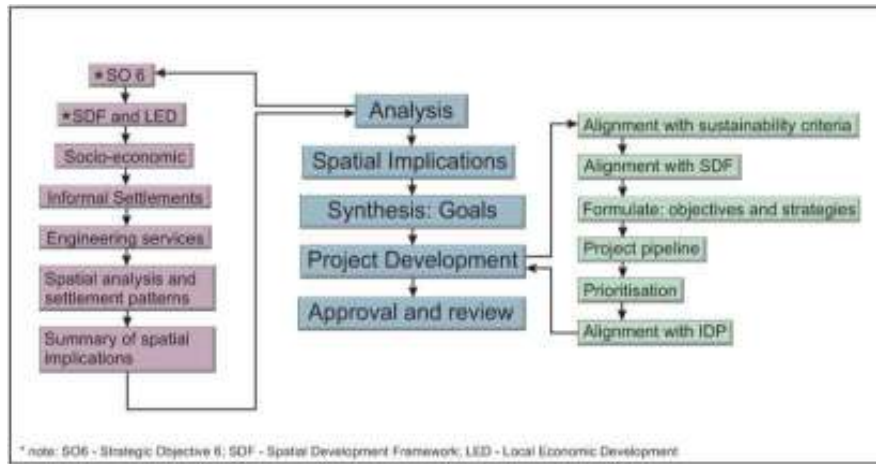 *SO 6
*SDF and LED
Socio-economic
Informal Settlements
Engineering services
Spatial analysis and
settlement patterns
Summary of spatial
implications
Analysis
Spatial Implications
Synthesis: Goals
Project Development
Approval and review
Alignment with sustainability criteria
Alignment with SDF
Formulate: objectives and strategies
Project pipeline
Prioritisation
Alignment with IDP
* note: SO6 - Strategic Objective 6; SDF - Spatial Development Framework; LED - Local Economic Development